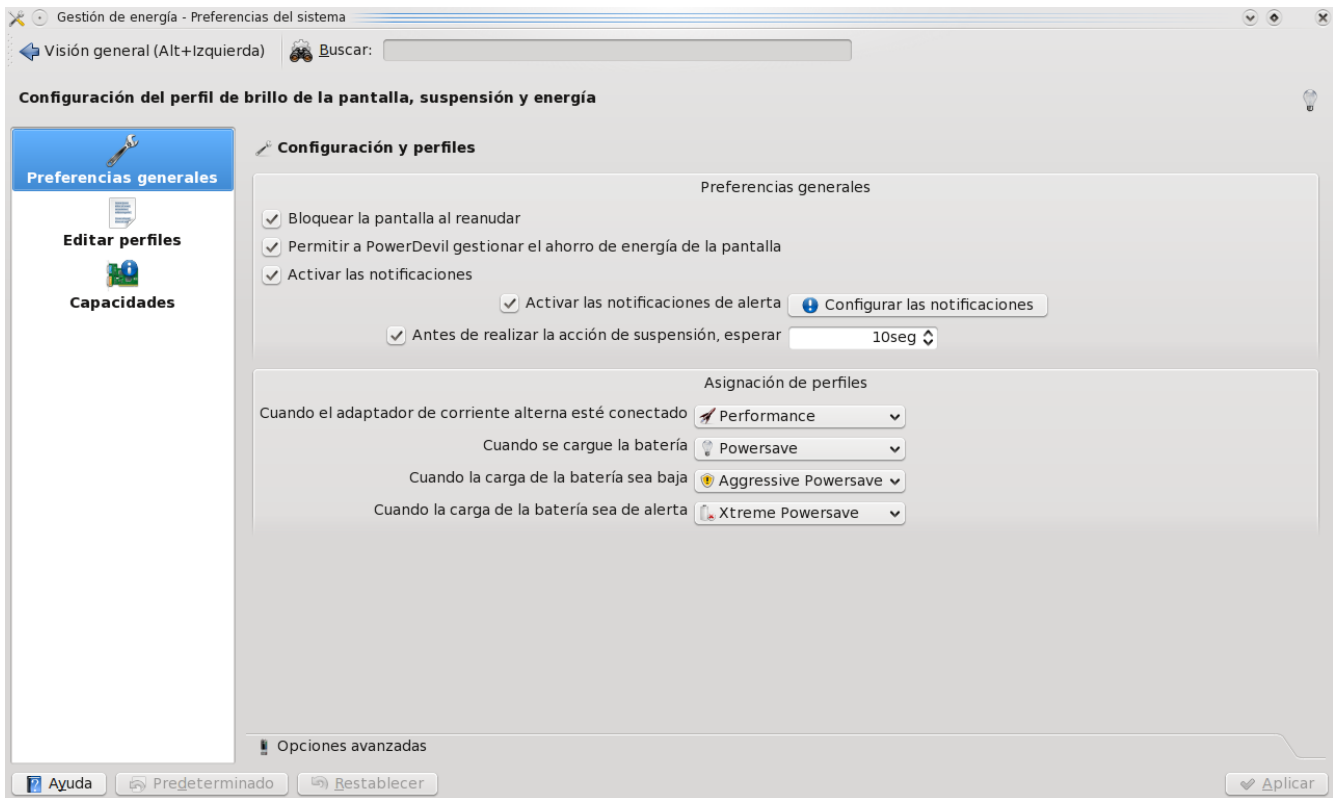 Gestión de energía - Preferencias del sistema
Visión general (Alt+Izquierda)
Buscar:
Configuración del perfil de brillo de la pantalla, suspensión y energía
Preferencias generales
Editar perfiles
Capacidades
Configuración y perfiles
Preferencias generales
Bloquear la pantalla al reanudar
Permitir a PowerDevil gestionar el ahorro de energía de la pantalla
Activar las notificaciones
Activar las notificaciones de alerta
Configurar las notificaciones
Antes de realizar la acción de suspensión, esperar
10seg
Asignación de perfiles
Cuando el adaptador de corriente alterna esté conectado
Performance
Cuando se cargue la batería
Powersave
Cuando la carga de la batería sea baja
Aggressive Powersave
Cuando la carga de la batería sea de alerta
Xtreme Powersave
Opciones avanzadas
Ayuda
Predeterminado
Restablecer
Aplicar